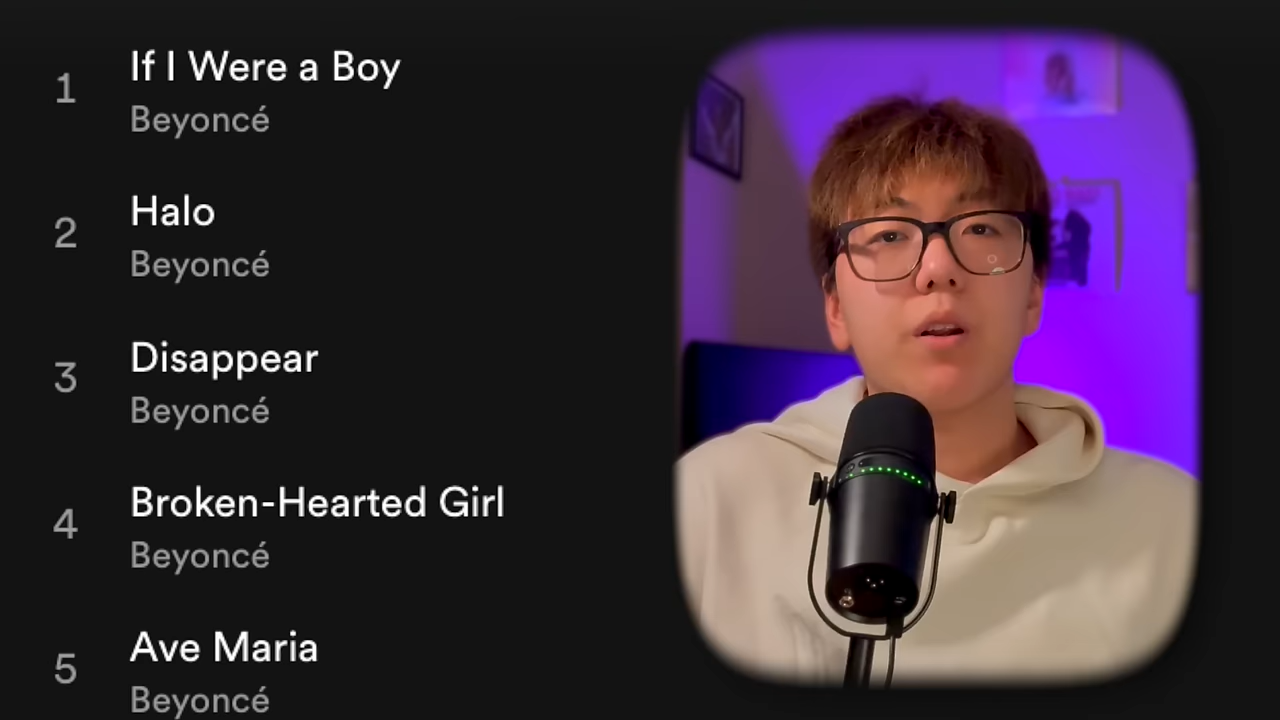 1
If I Were a Boy
Beyoncé
2
Halo
Beyoncé
3
Disappear
Beyoncé
4
Broken-Hearted Girl
Beyoncé
5
Ave Maria
Beyoncé